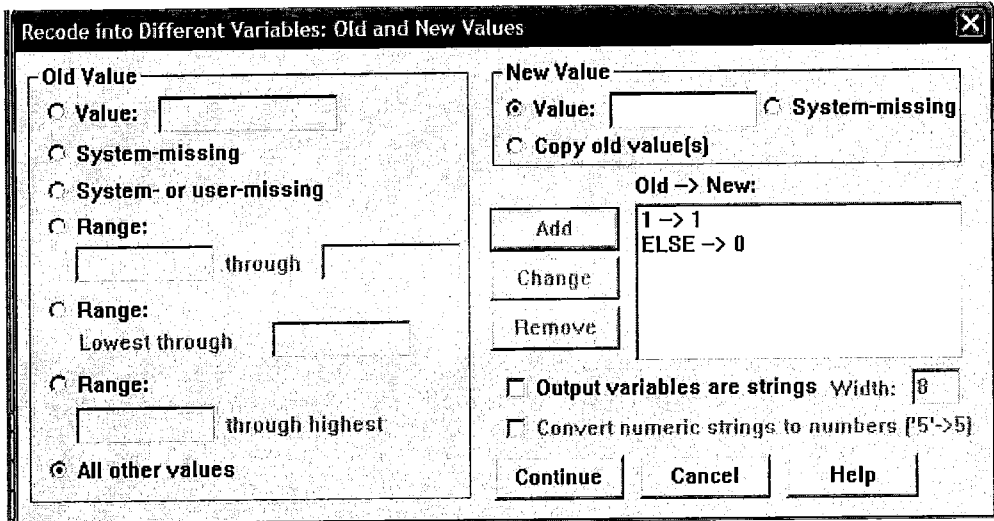 Recode into Different Variables: Old and New Values
Old Value
Value:
System-missing
System- or user-missing
Range:
through
Range:
Lowest through
Range:
through highest
All other values
New Value
Value:
System-missing
Copy old value(s)
Old --> New:
Add
Change
Remove
1 --> 1
ELSE --> 0
Output variables are strings Width: 8
Convert numeric strings to numbers ('5'->5)
Continue
Cancel
Help